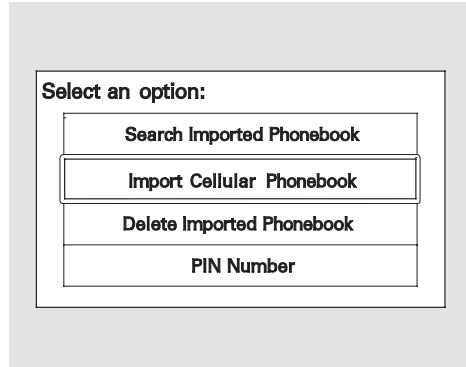 Select an option:
Search Imported Phonebook
Import Cellular Phonebook
Delete Imported Phonebook
PIN Number